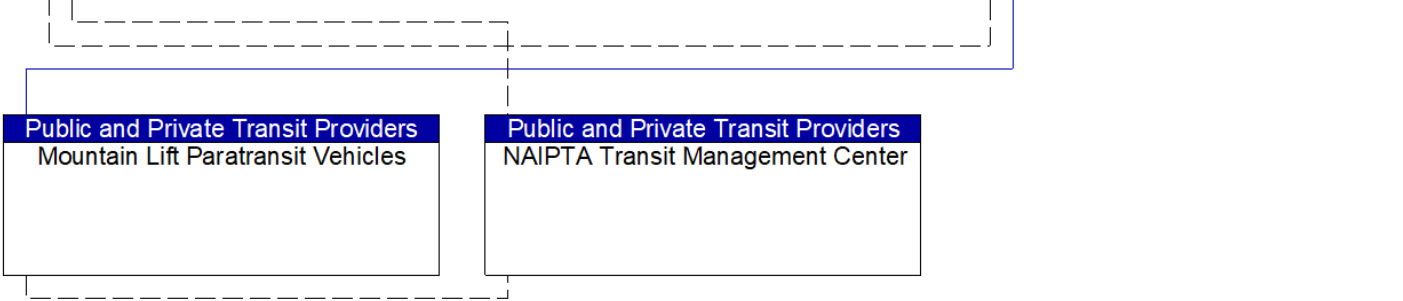 Public and Private Transit Providers
Mountain Lift Paratransit Vehicles
Public and Private Transit Providers
NAIPTA Transit Management Center